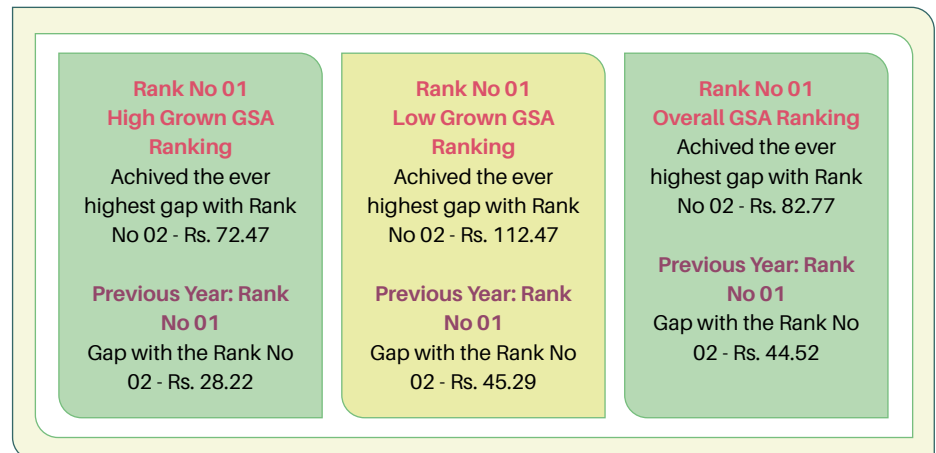 Rank No 01
High Grown GSA
Ranking
Achived the ever
highest gap with Rank
No 02 - Rs. 72.47
Previous Year: Rank
No 01
Gap with the Rank No
02 - Rs. 28.22
Rank No 01
Low Grown GSA
Ranking
Achived the ever
highest gap with Rank
No 02 - Rs. 112.47
Previous Year: Rank
No 01
Gap with the Rank No
02 - Rs. 45.29
Rank No 01
Overall GSA Ranking
Achived the ever
highest gap with Rank
No 02 - Rs. 82.77
Previous Year: Rank
No 01
Gap with the Rank No
02 - Rs. 44.52